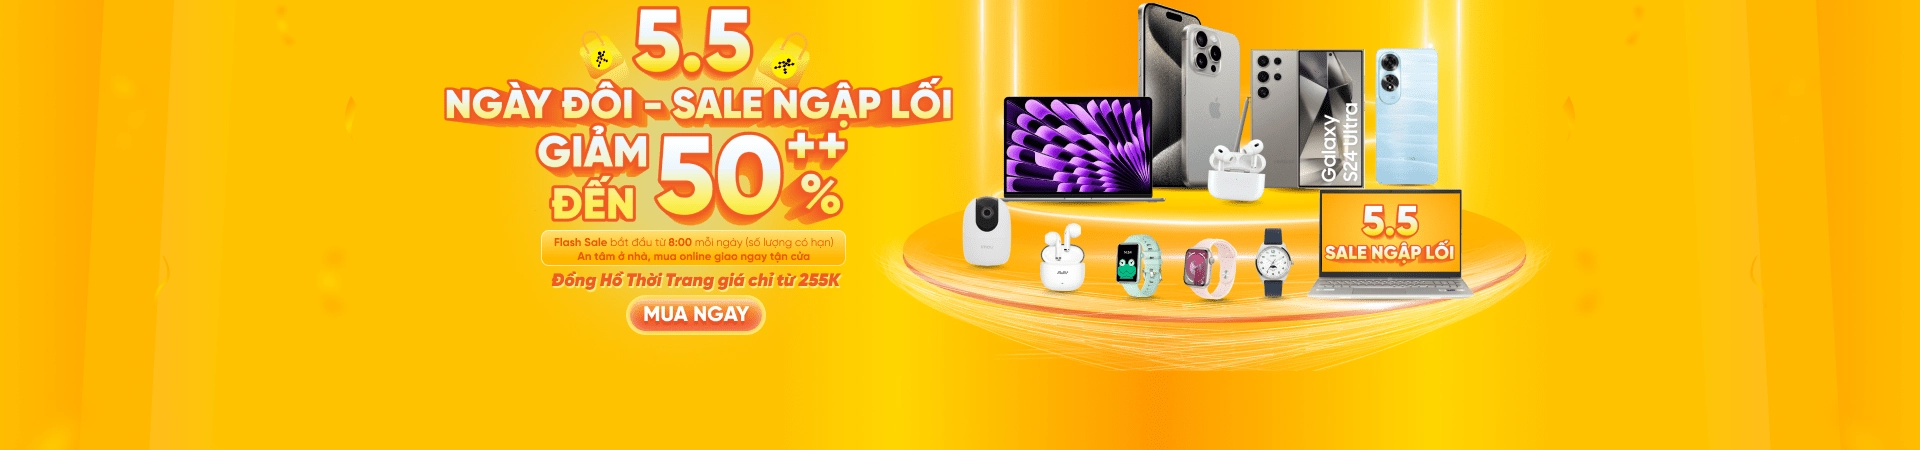 5.5
NGÀY ĐÔI - SALE NGẬP LỐI
GIẢM
ĐẾN 50++%
Flash Sale bắt đầu từ 8:00 mỗi ngày (số lượng có hạn)
An tâm ở nhà, mua online giao ngay tận cửa
Đồng Hồ Thời Trang giá chỉ từ 255K
MUA NGAY
Galaxy
S24 Ultra
5.5
SALE NGẬP LỐI